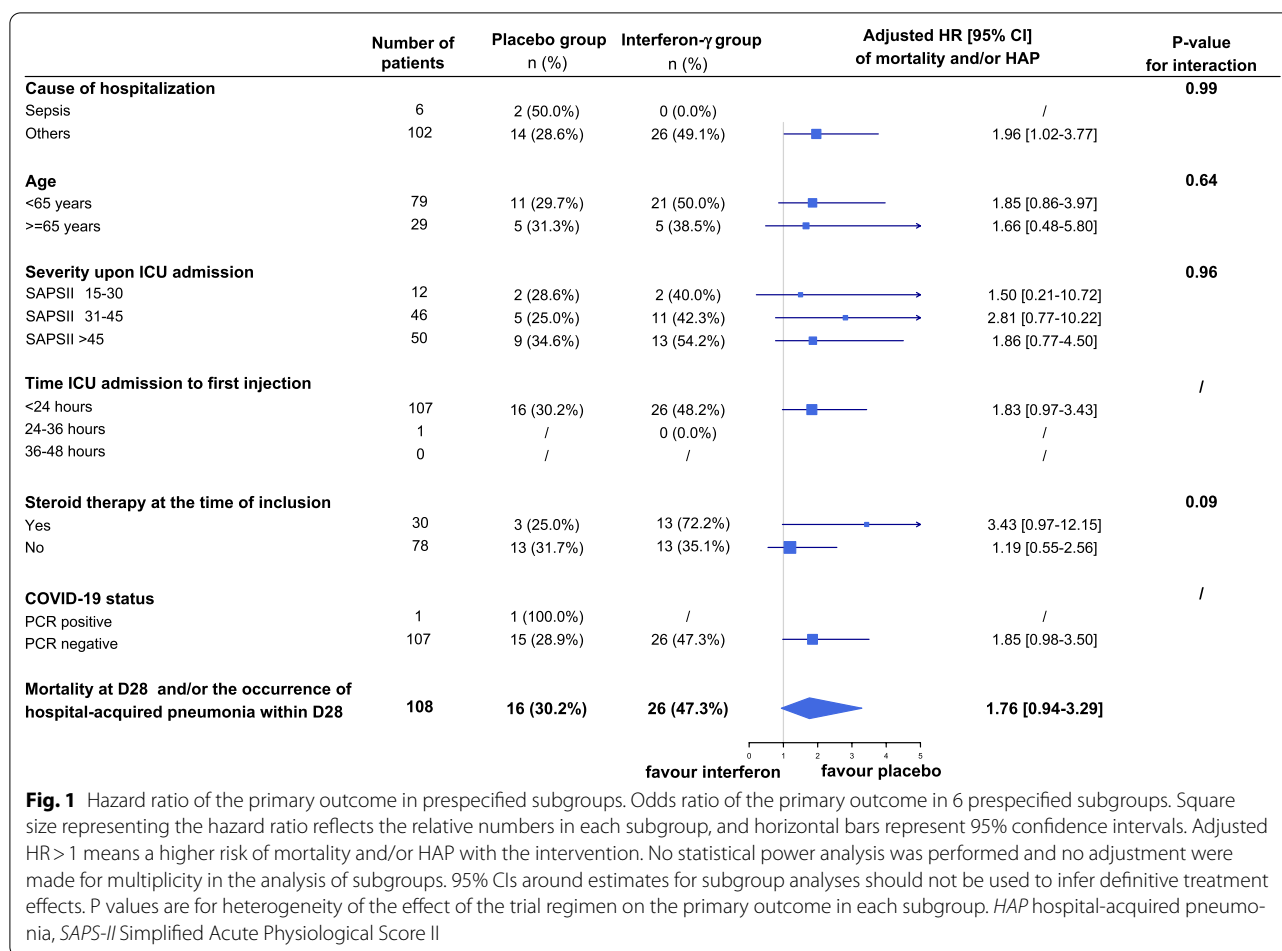 Number of patients Placebo group n (%) Interferon-γ group n (%) Adjusted HR [95% CI] of mortality and/or HAP P-value for interaction
Cause of hospitalization 0.99
Sepsis 6 2 (50.0%) 0 (0.0%) /
Others 102 14 (28.6%) 26 (49.1%) 1.96 [1.02-3.77]
Age 0.64
<65 years 79 11 (29.7%) 21 (50.0%) 1.85 [0.86-3.97]
>=65 years 29 5 (31.3%) 5 (38.5%) 1.66 [0.48-5.80]
Severity upon ICU admission 0.96
SAPSII 15-30 12 2 (28.6%) 2 (40.0%) 1.50 [0.21-10.72]
SAPSII 31-45 46 5 (25.0%) 11 (42.3%) 2.81 [0.77-10.22]
SAPSII >45 50 9 (34.6%) 13 (54.2%) 1.86 [0.77-4.50]
Time ICU admission to first injection /
<24 hours 107 16 (30.2%) 26 (48.2%) 1.83 [0.97-3.43]
24-36 hours 1 / 0 (0.0%) /
36-48 hours 0 / / /
Steroid therapy at the time of inclusion 0.09
Yes 30 3 (25.0%) 13 (72.2%) 3.43 [0.97-12.15]
No 78 13 (31.7%) 13 (35.1%) 1.19 [0.55-2.56]
COVID-19 status /
PCR positive 1 1 (100.0%) / /
PCR negative 107 15 (28.9%) 26 (47.3%) 1.85 [0.98-3.50]
Mortality at D28 and/or the occurrence of
hospital-acquired pneumonia within D28 108 16 (30.2%) 26 (47.3%) 1.76 [0.94-3.29]
0 1 2 3 4 5
favour interferon favour placebo
Fig. 1 Hazard ratio of the primary outcome in prespecified subgroups. Odds ratio of the primary outcome in 6 prespecified subgroups. Square
size representing the hazard ratio reflects the relative numbers in each subgroup, and horizontal bars represent 95% confidence intervals. Adjusted
HR > 1 means a higher risk of mortality and/or HAP with the intervention. No statistical power analysis was performed and no adjustment were
made for multiplicity in the analysis of subgroups. 95% CIs around estimates for subgroup analyses should not be used to infer definitive treatment
effects. P values are for heterogeneity of the effect of the trial regimen on the primary outcome in each subgroup. HAP hospital-acquired pneumo-
nia, SAPS-II Simplified Acute Physiological Score II